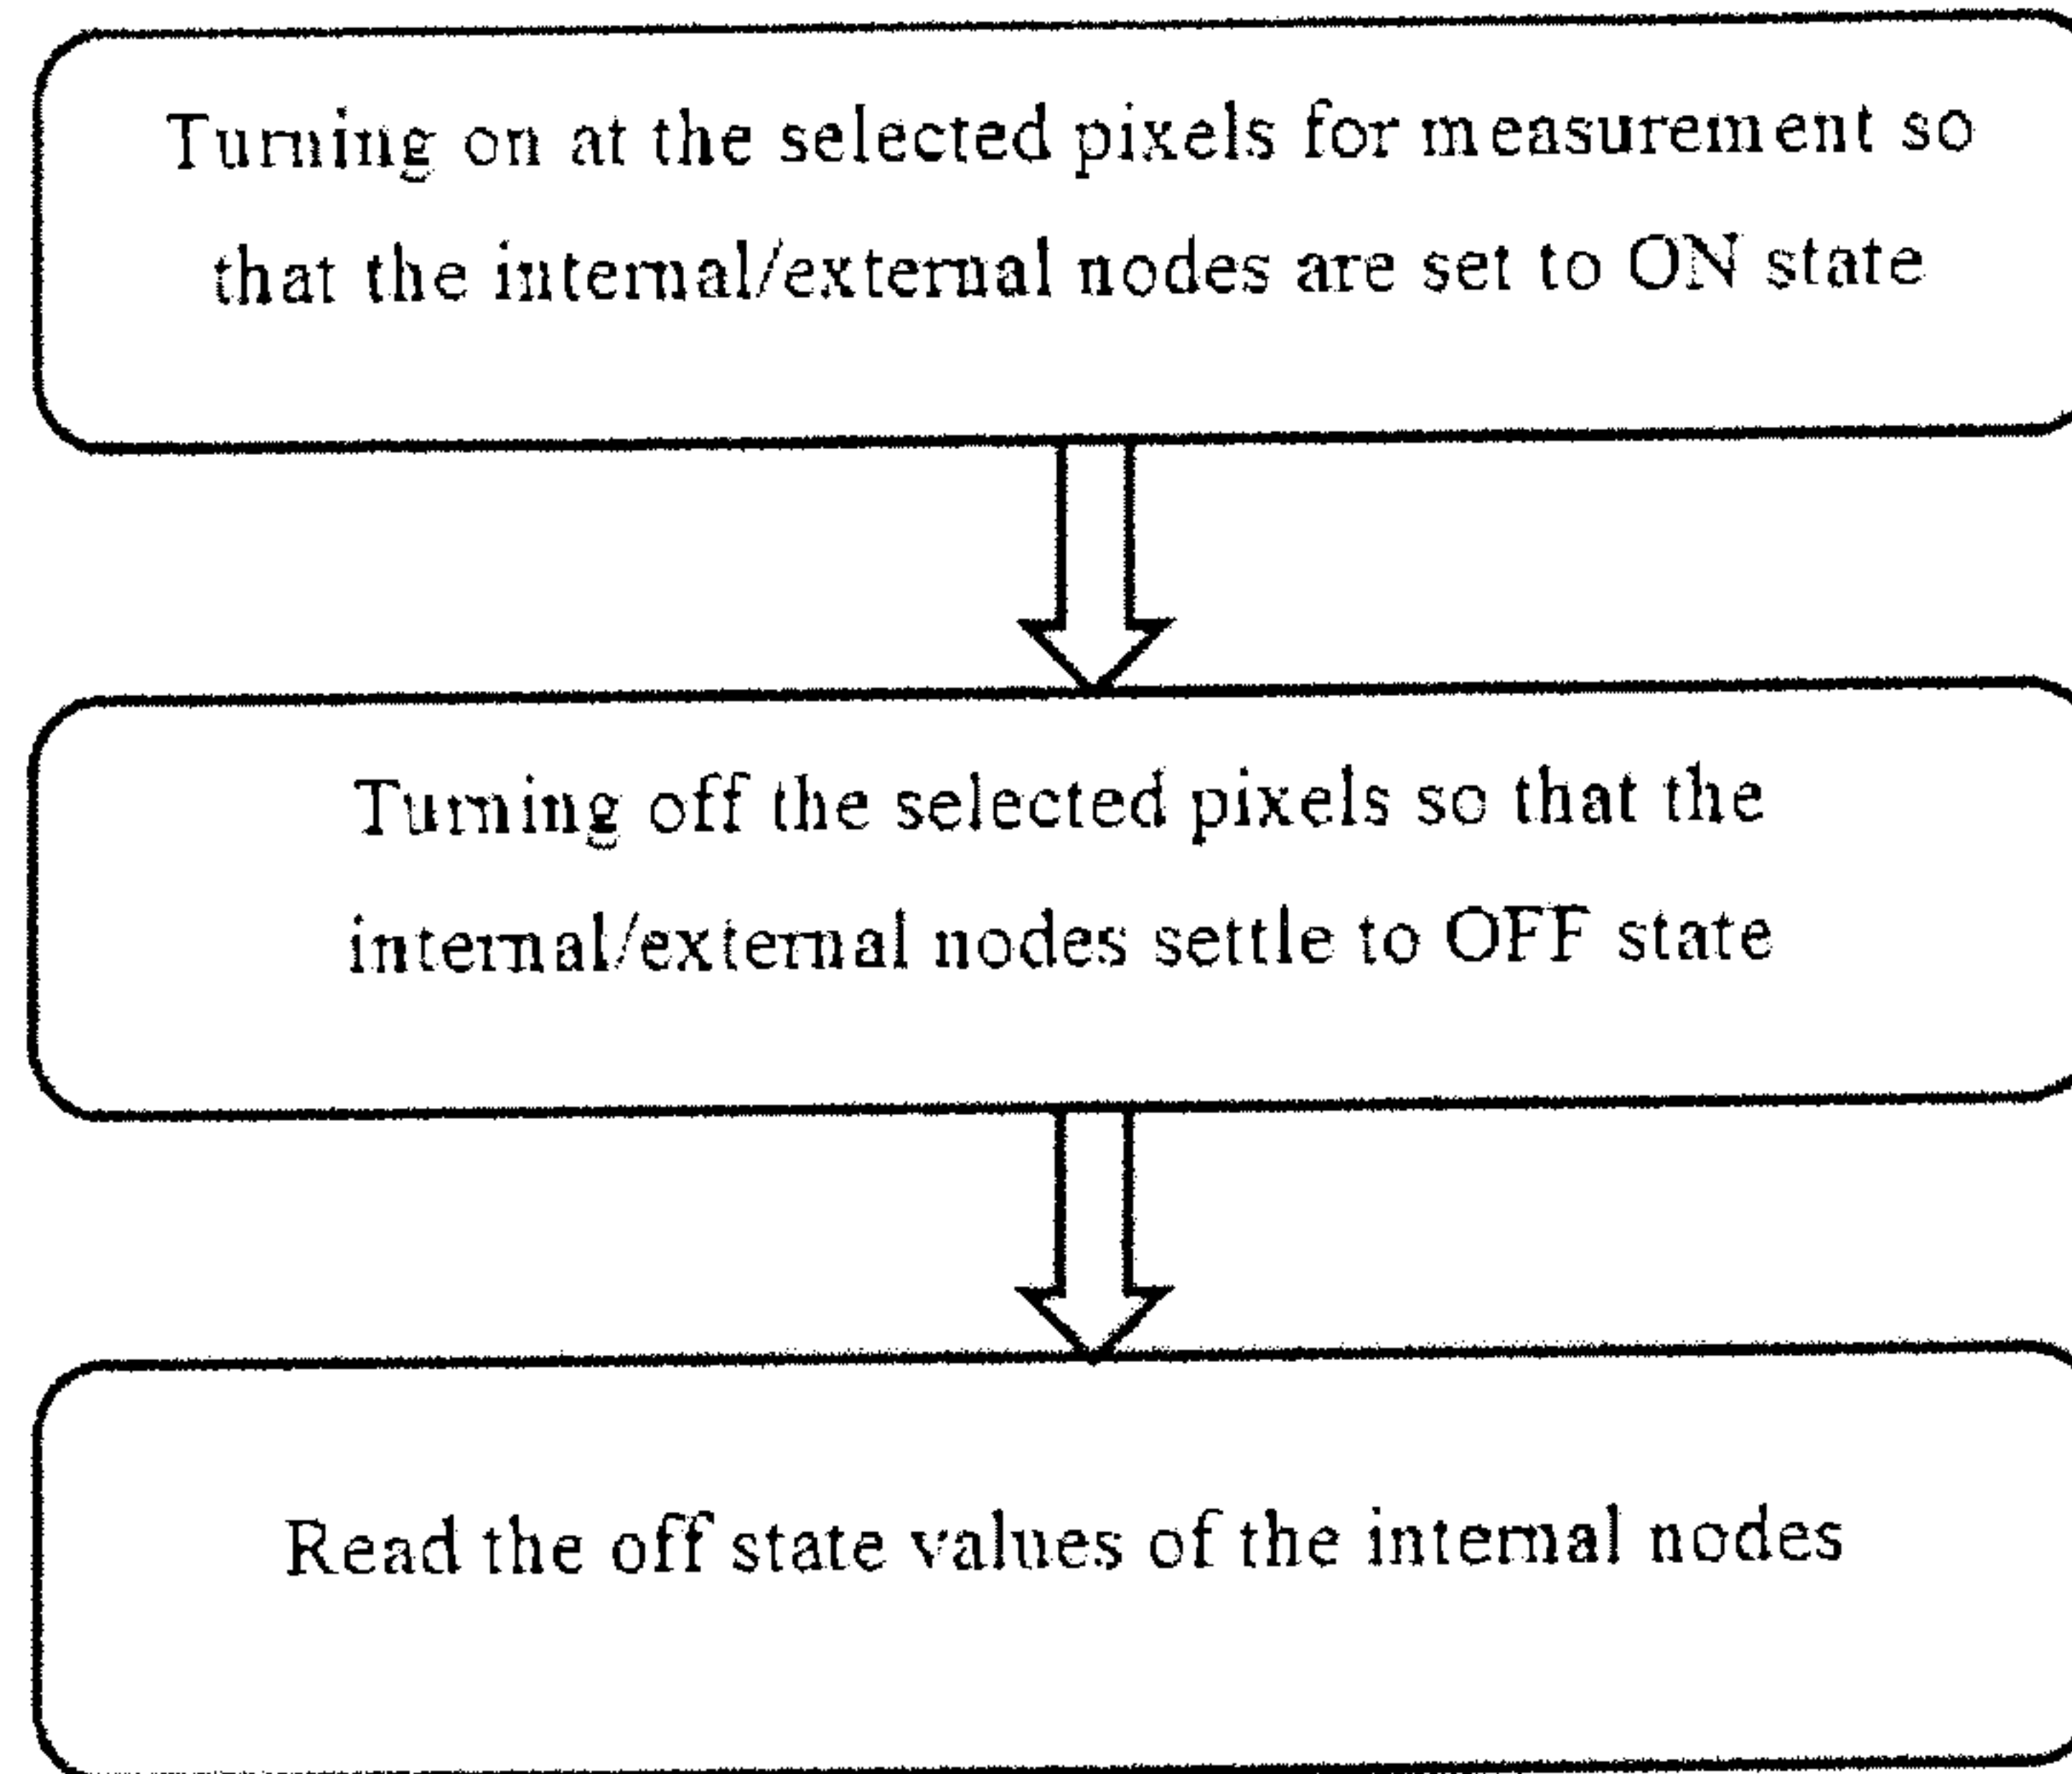 Turning on at the selected pixels for measurement so
that the internal/external nodes are set to ON state
Turning off the selected pixels so that the
internal/external nodes settle to OFF state
Read the off state values of the internal nodes